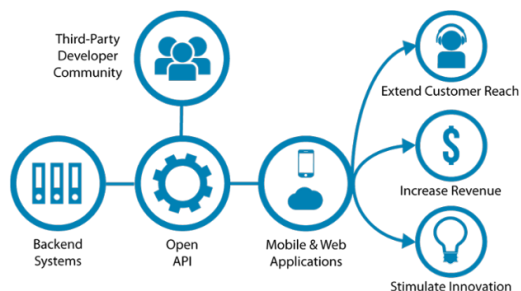 Third-Party
Developer
Community
Extend Customer Reach
$
Increase Revenue
Backend
Systems
Open
API
Mobile & Web
Applications
Stimulate Innovation